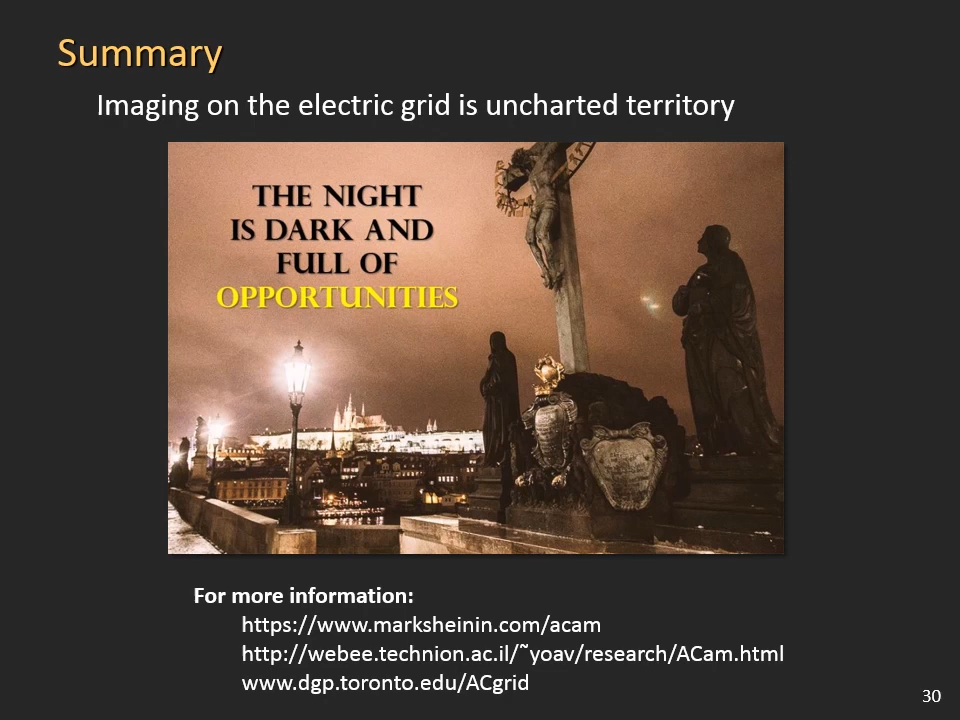 Summary
Imaging on the electric grid is uncharted territory
THE NIGHT
IS DARK AND
FULL OF
OPPORTUNITIES
For more information:
https://www.marksheinin.com/acam
http://webee.technion.ac.il/˜yoav/research/ACam.html
www.dgp.toronto.edu/ACgrid
30